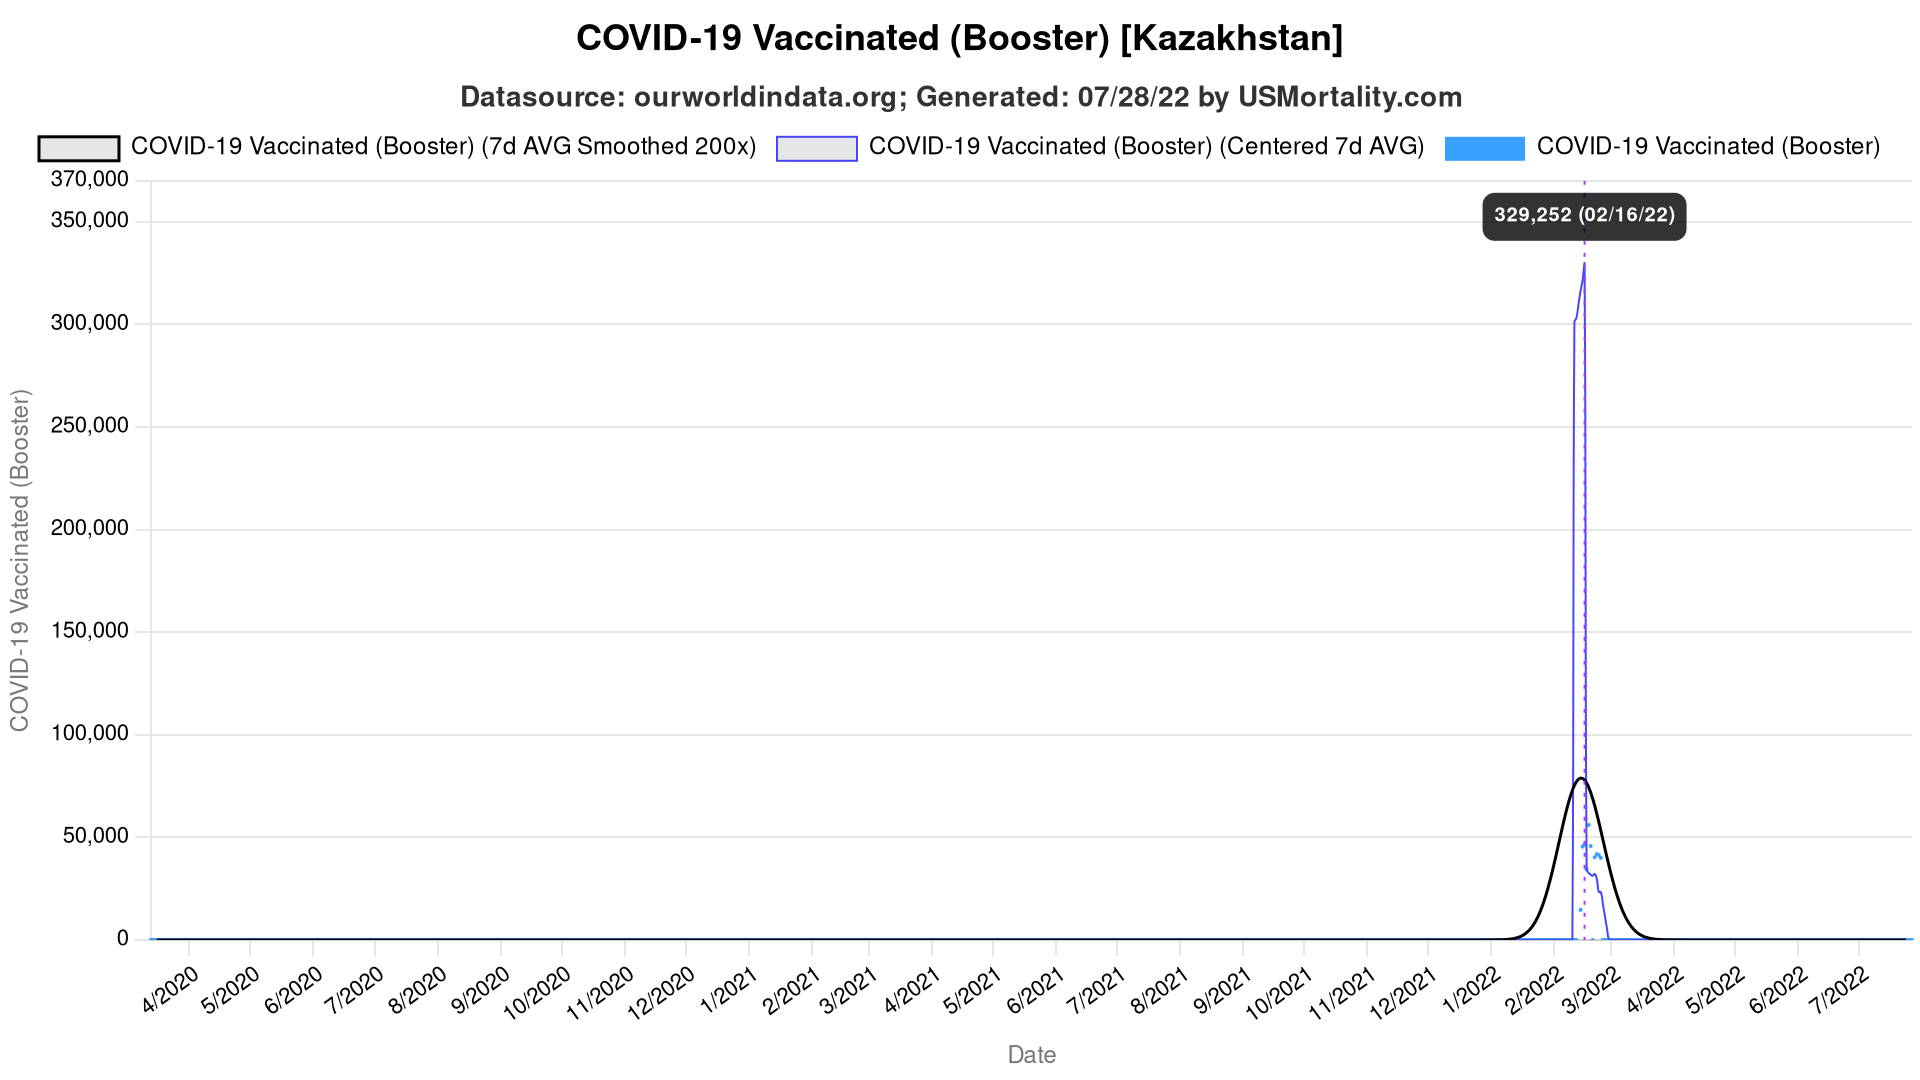 COVID-19 Vaccinated (Booster) [Kazakhstan]
Datasource: ourworldindata.org; Generated: 07/28/22 by USMortality.com
COVID-19 Vaccinated (Booster) (7d AVG Smoothed 200x) COVID-19 Vaccinated (Booster) (Centered 7d AVG) COVID-19 Vaccinated (Booster)
370,000
350,000
329,252 (02/16/22)
300,000
250,000
200,000
150,000
100,000
50,000
0
COVID-19 Vaccinated (Booster)
4/2020 5/2020 6/2020 7/2020 8/2020 9/2020 10/2020 11/2020 12/2020 1/2021 2/2021 3/2021 4/2021 5/2021 6/2021 7/2021 8/2021 9/2021 10/2021 11/2021 12/2021 1/2022 2/2022 3/2022 4/2022 5/2022 6/2022 7/2022
Date